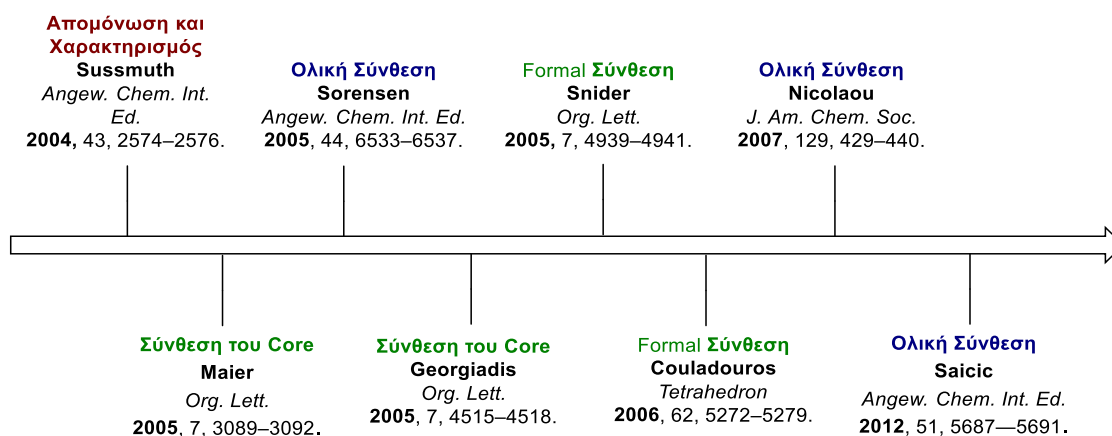 Απομόνωση και
Χαρακτηρισμός
Sussmuth
Angew. Chem. Int.
Ed.
2004, 43, 2574–2576.
Ολική Σύνθεση
Sorensen
Angew. Chem. Int. Ed.
2005, 44, 6533–6537.
Formal Σύνθεση
Snider
Org. Lett.
2005, 7, 4939–4941.
Ολική Σύνθεση
Nicolaou
J. Am. Chem. Soc.
2007, 129, 429–440.
Σύνθεση του Core
Maier
Org. Lett.
2005, 7, 3089–3092.
Σύνθεση του Core
Georgiadis
Org. Lett.
2005, 7, 4515–4518.
Formal Σύνθεση
Couladouros
Tetrahedron
2006, 62, 5272–5279.
Ολική Σύνθεση
Saicic
Angew. Chem. Int. Ed.
2012, 51, 5687—5691.